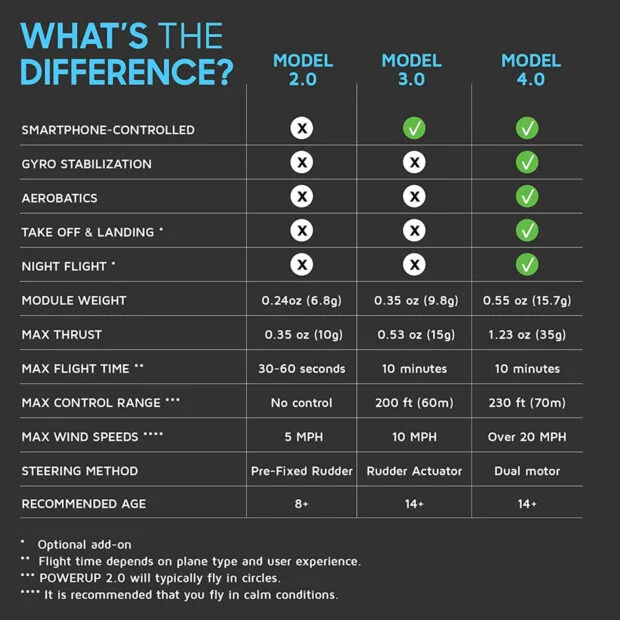 WHAT'S THE
DIFFERENCE?
MODEL 2.0 MODEL 3.0 MODEL 4.0
SMARTPHONE-CONTROLLED X ✓ ✓
GYRO STABILIZATION X X ✓
AEROBATICS X X ✓
TAKE OFF & LANDING * X X ✓
NIGHT FLIGHT * X X ✓
MODULE WEIGHT 0.24oz (6.8g) 0.35 oz (9.8g) 0.55 oz (15.7g)
MAX THRUST 0.35 oz (10g) 0.53 oz (15g) 1.23 oz (35g)
MAX FLIGHT TIME ** 30-60 seconds 10 minutes 10 minutes
MAX CONTROL RANGE *** No control 200 ft (60m) 230 ft (70m)
MAX WIND SPEEDS **** 5 MPH 10 MPH Over 20 MPH
STEERING METHOD Pre-Fixed Rudder Rudder Actuator Dual motor
RECOMMENDED AGE 8+ 14+ 14+
* Optional add-on
** Flight time depends on plane type and user experience.
*** POWERUP 2.0 will typically fly in circles.
**** It is recommended that you fly in calm conditions.